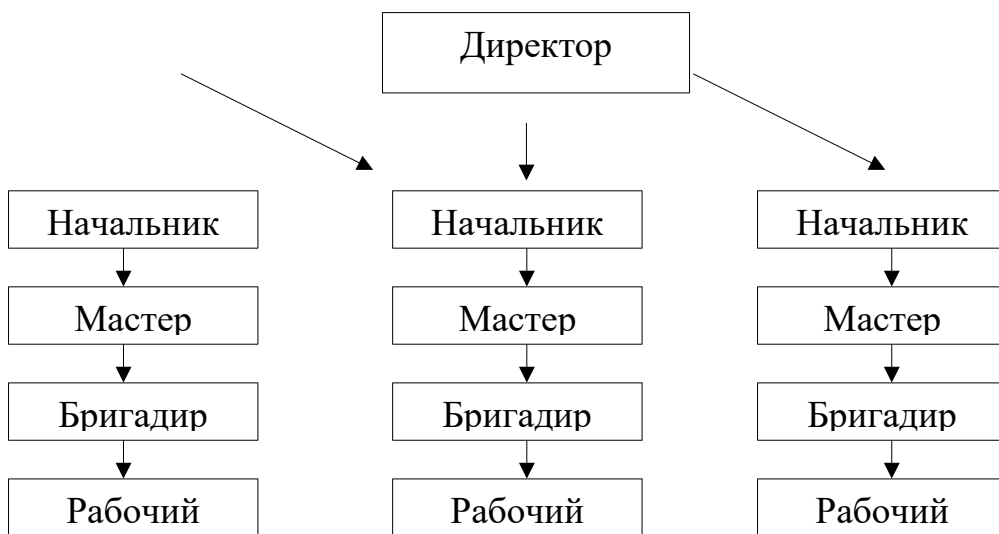 Директор
Начальник Начальник Начальник
Мастер Мастер Мастер
Бригадир Бригадир Бригадир
Рабочий Рабочий Рабочий